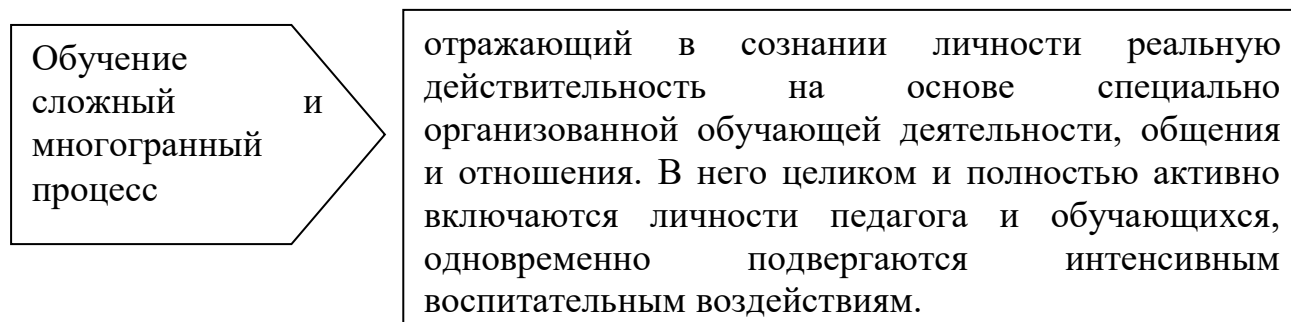 Обучение
сложный и
многогранный
процесс
отражающий в сознании личности реальную
действительность на основе специально
организованной обучающей деятельности, общения
и отношения. В него целиком и полностью активно
включаются личности педагога и обучающихся,
одновременно подвергаются интенсивным
воспитательным воздействиям.